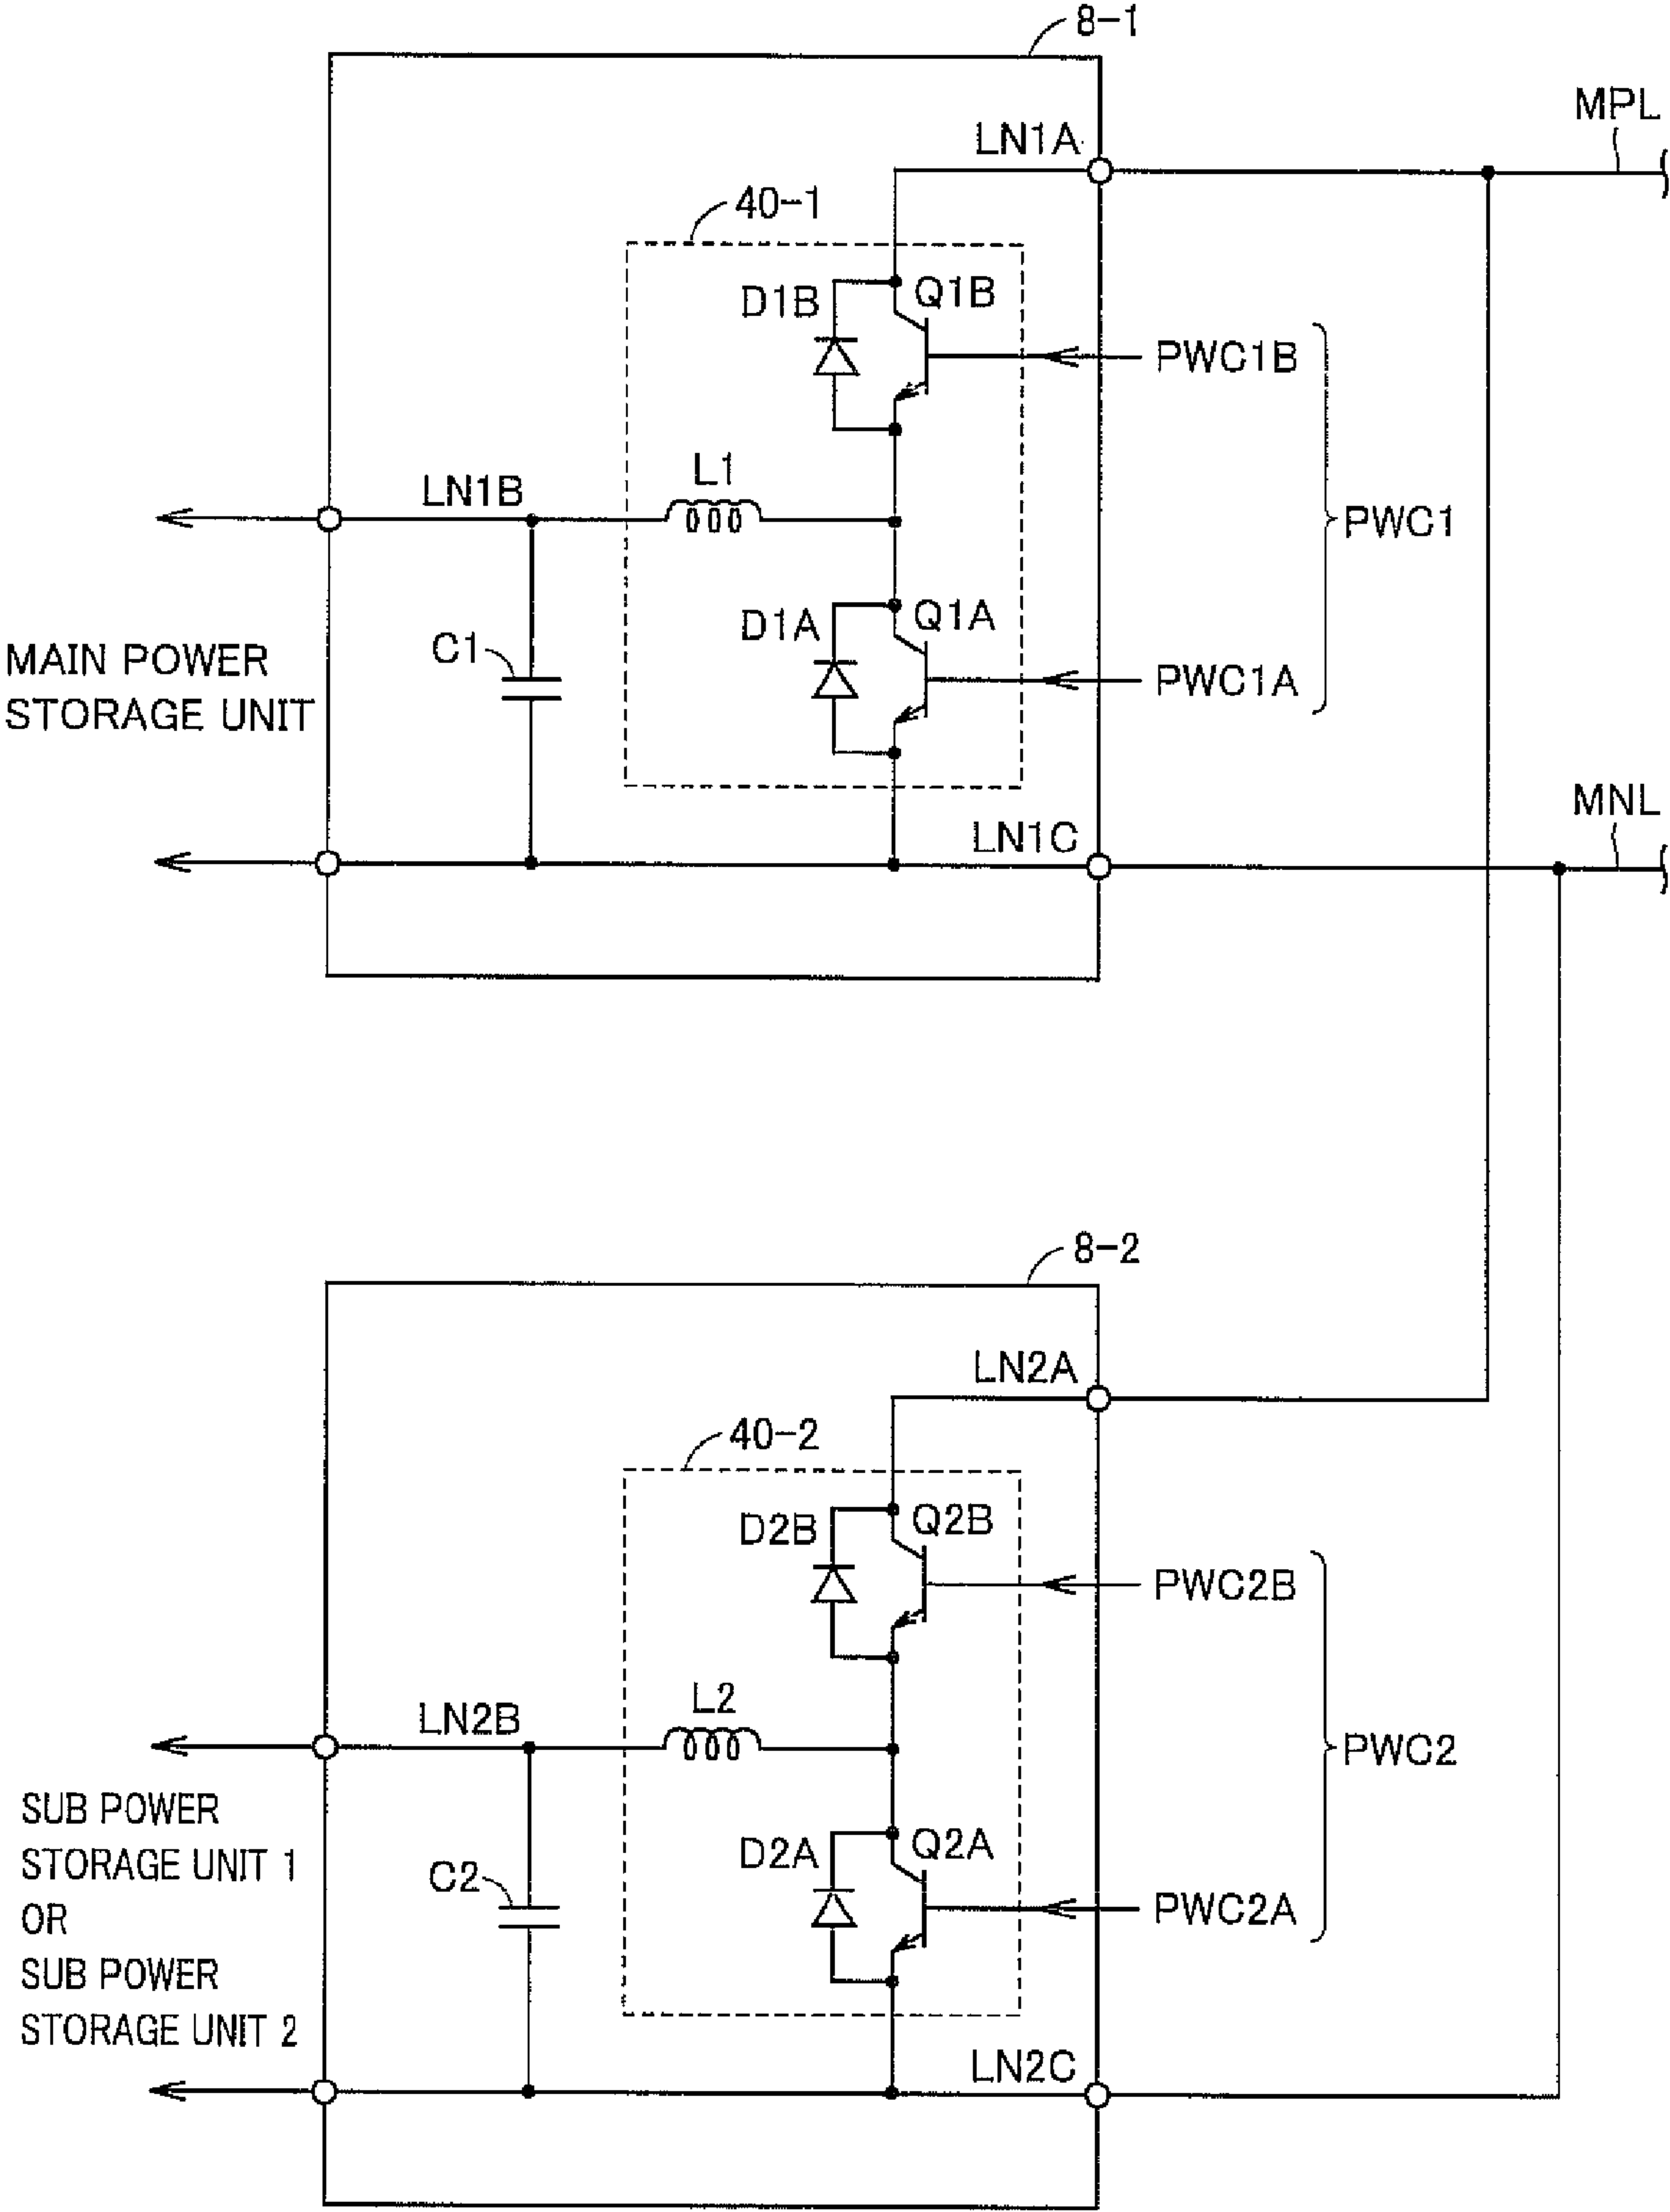 8-1
MPL
LN1A
40-1
D1B
Q1B
PWC1B
L1
LN1B
PWC1
D1A
Q1A
C1
MAIN POWER
STORAGE UNIT
PWC1A
MNL
LN1C
8-2
LN2A
40-2
D2B
Q2B
PWC2B
L2
LN2B
PWC2
SUB POWER
STORAGE UNIT 1
OR
SUB POWER
STORAGE UNIT 2
D2A
Q2A
C2
PWC2A
LN2C